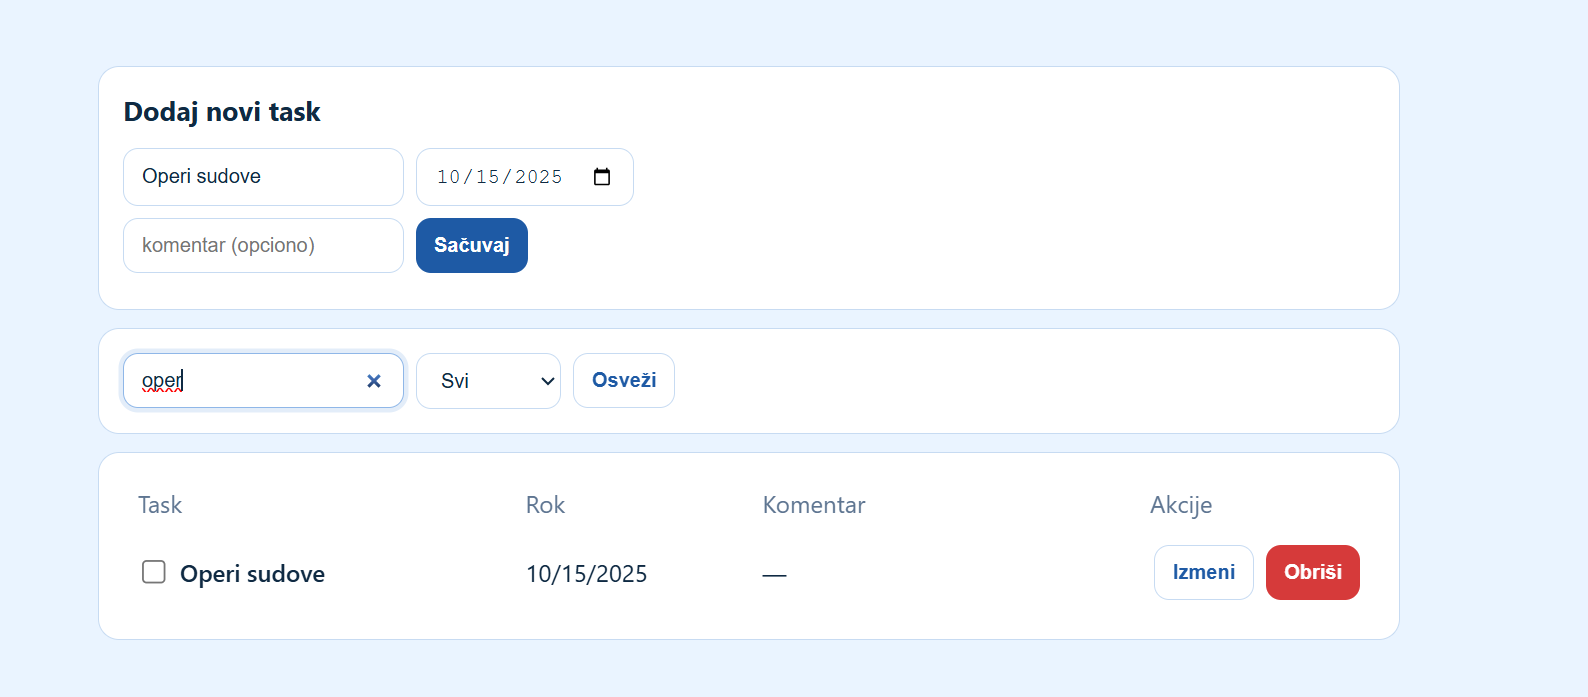 Dodaj novi task
Operi sudove 10/15/2025
komentar (opciono) Sačuvaj
oper Svi Osveži
Task Rok Komentar Akcije
Operi sudove 10/15/2025 — Izmeni Obriši